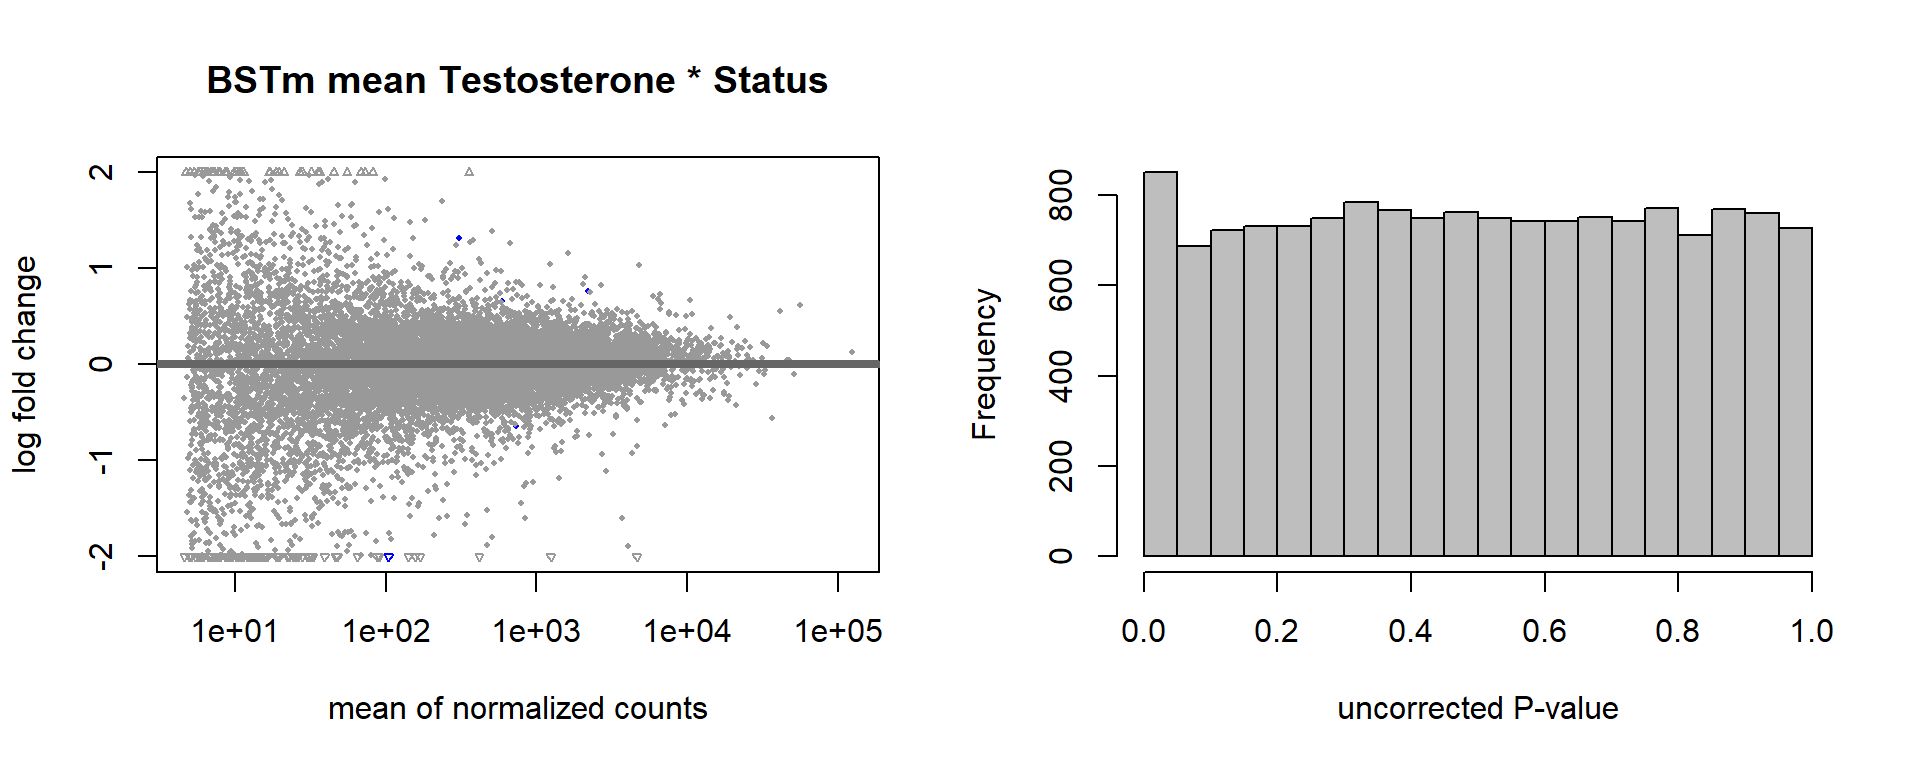 BSTm mean Testosterone * Status
log fold change
2
1
0
-1
-2
1e+01 1e+02 1e+03 1e+04 1e+05
mean of normalized counts
Frequency
800
600
400
200
0
0.0 0.2 0.4 0.6 0.8 1.0
uncorrected P-value